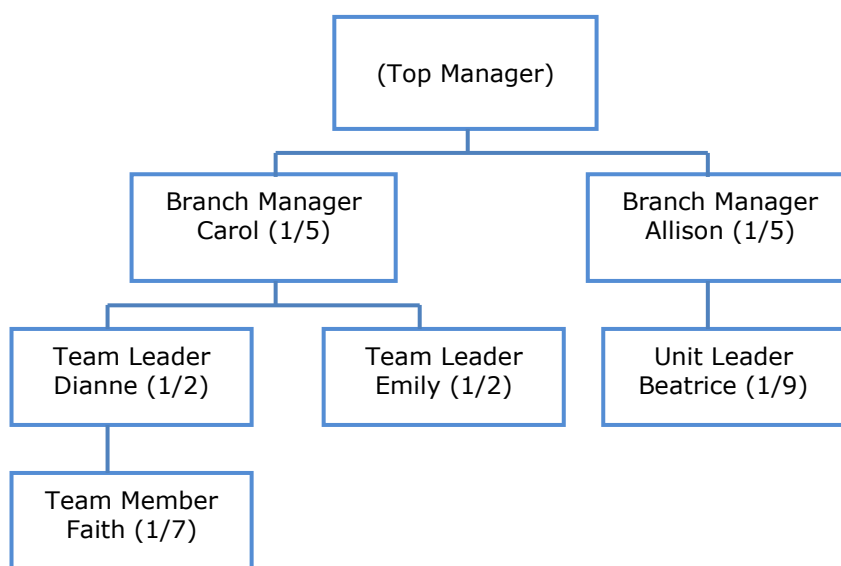 (Top Manager)
Branch Manager
Carol (1/5)
Branch Manager
Allison (1/5)
Team Leader
Dianne (1/2)
Team Leader
Emily (1/2)
Unit Leader
Beatrice (1/9)
Team Member
Faith (1/7)